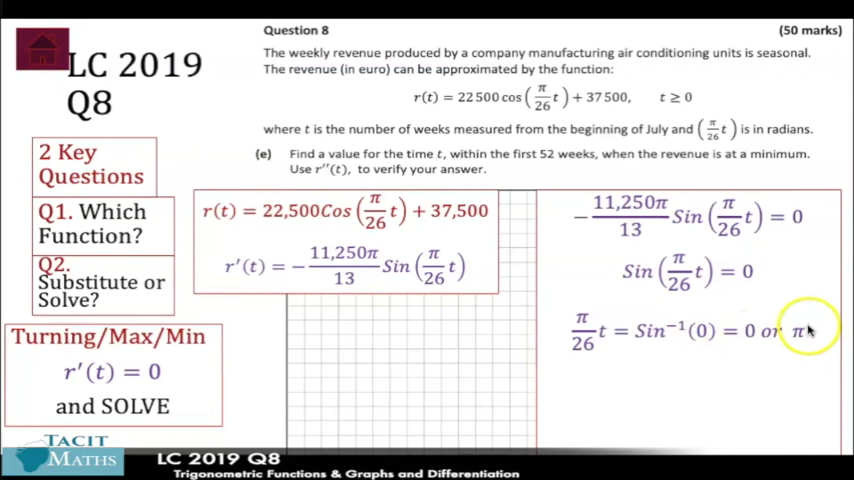 Question 8
(50 marks)
The weekly revenue produced by a company manufacturing air conditioning units is seasonal.
The revenue (in euro) can be approximated by the function:
r(t) = 22 500 cos (π/26 t) + 37 500, t ≥ 0
where t is the number of weeks measured from the beginning of July and (π/26 t) is in radians.
(e) Find a value for the time t, within the first 52 weeks, when the revenue is at a minimum.
Use r′′(t), to verify your answer.
LC 2019
Q8
2 Key
Questions
Q1. Which
Function?
Q2.
Substitute or
Solve?
Turning/Max/Min
r′(t) = 0
and SOLVE
r(t) = 22,500Cos (π/26 t) + 37,500
r′(t) = − 11,250π/13 Sin (π/26 t)
− 11,250π/13 Sin (π/26 t) = 0
Sin (π/26 t) = 0
π/26 t = Sin⁻¹(0) = 0 or π
TACIT
MATHS
LC 2019 Q8
Trigonometric Functions & Graphs and Differentiation